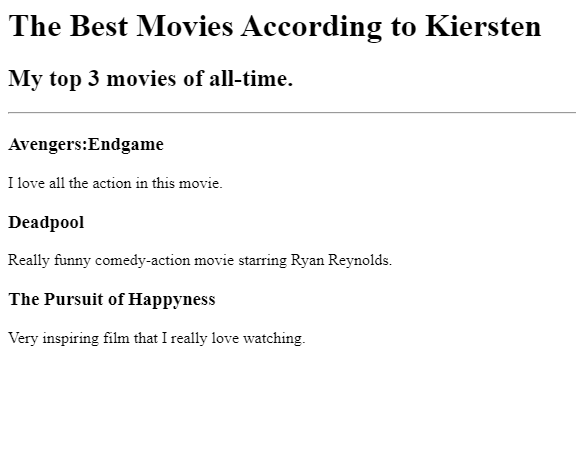 The Best Movies According to Kiersten
My top 3 movies of all-time.
Avengers:Endgame
I love all the action in this movie.
Deadpool
Really funny comedy-action movie starring Ryan Reynolds.
The Pursuit of Happyness
Very inspiring film that I really love watching.